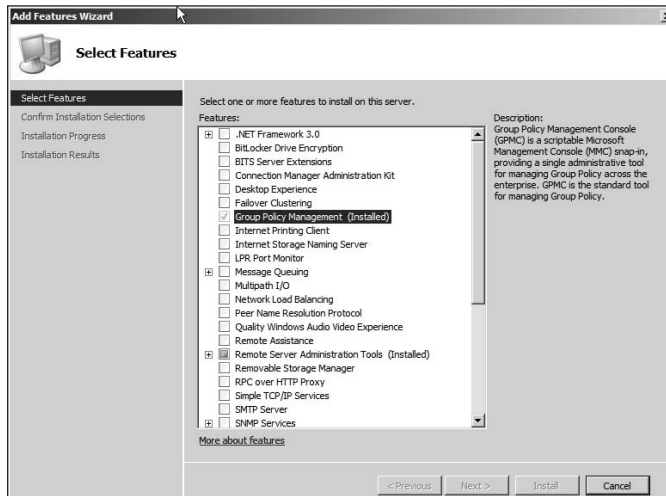 Add Features Wizard
Select Features
Select Features
Confirm Installation Selections
Installation Progress
Installation Results
Select one or more features to install on this server.
Features:
.NET Framework 3.0
BitLocker Drive Encryption
BITS Server Extensions
Connection Manager Administration Kit
Desktop Experience
Failover Clustering
Group Policy Management (Installed)
Internet Printing Client
Internet Storage Naming Server
LPR Port Monitor
Message Queuing
Multipath I/O
Network Load Balancing
Peer Name Resolution Protocol
Quality Windows Audio Video Experience
Remote Assistance
Remote Server Administration Tools (Installed)
Removable Storage Manager
RPC over HTTP Proxy
Simple TCP/IP Services
SMTP Server
SNMP Services
More about features
Description:
Group Policy Management Console
(GPMC) is a scriptable Microsoft
Management Console (MMC) snap-in,
providing a single administrative tool
for managing Group Policy across the
enterprise. GPMC is the standard tool
for managing Group Policy.
< Previous
Next >
Install
Cancel